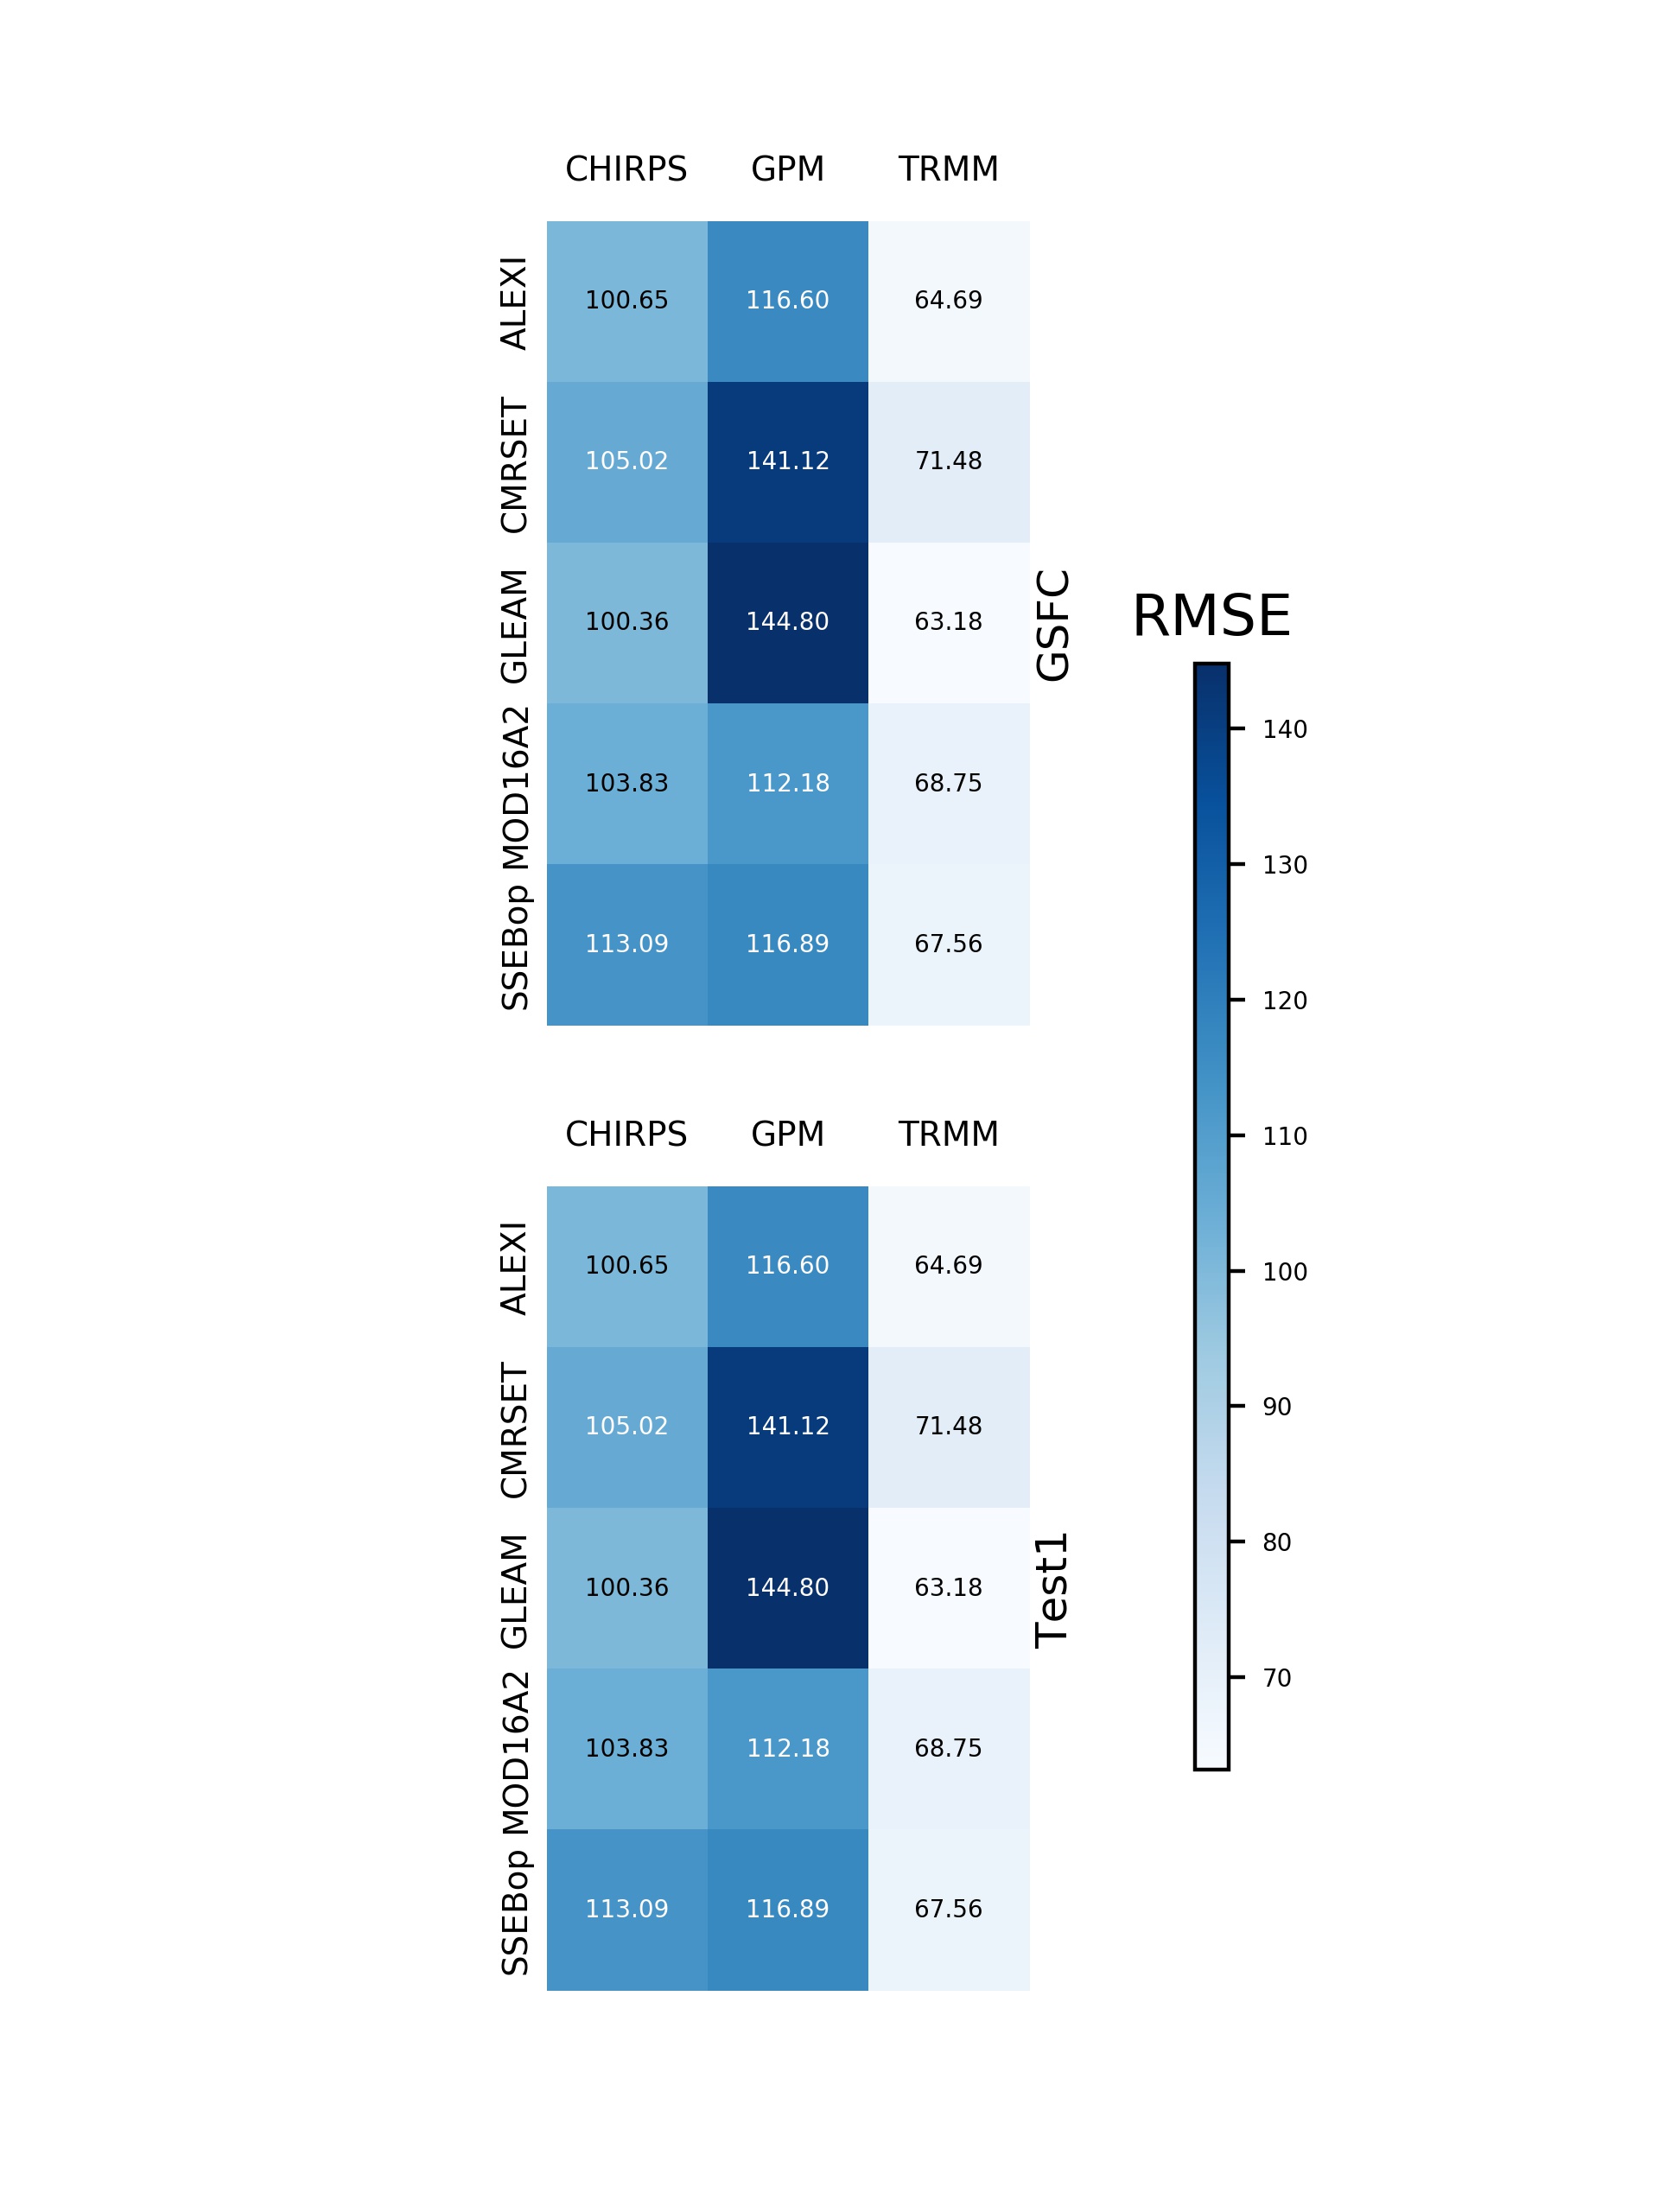 CHIRPS GPM TRMM
ALEXI 100.65 116.60 64.69
CMRSET 105.02 141.12 71.48
GLEAM 100.36 144.80 63.18
MOD16A2 103.83 112.18 68.75
SSEBop 113.09 116.89 67.56
GSFC
CHIRPS GPM TRMM
ALEXI 100.65 116.60 64.69
CMRSET 105.02 141.12 71.48
GLEAM 100.36 144.80 63.18
MOD16A2 103.83 112.18 68.75
SSEBop 113.09 116.89 67.56
Test1
RMSE
140
130
120
110
100
90
80
70